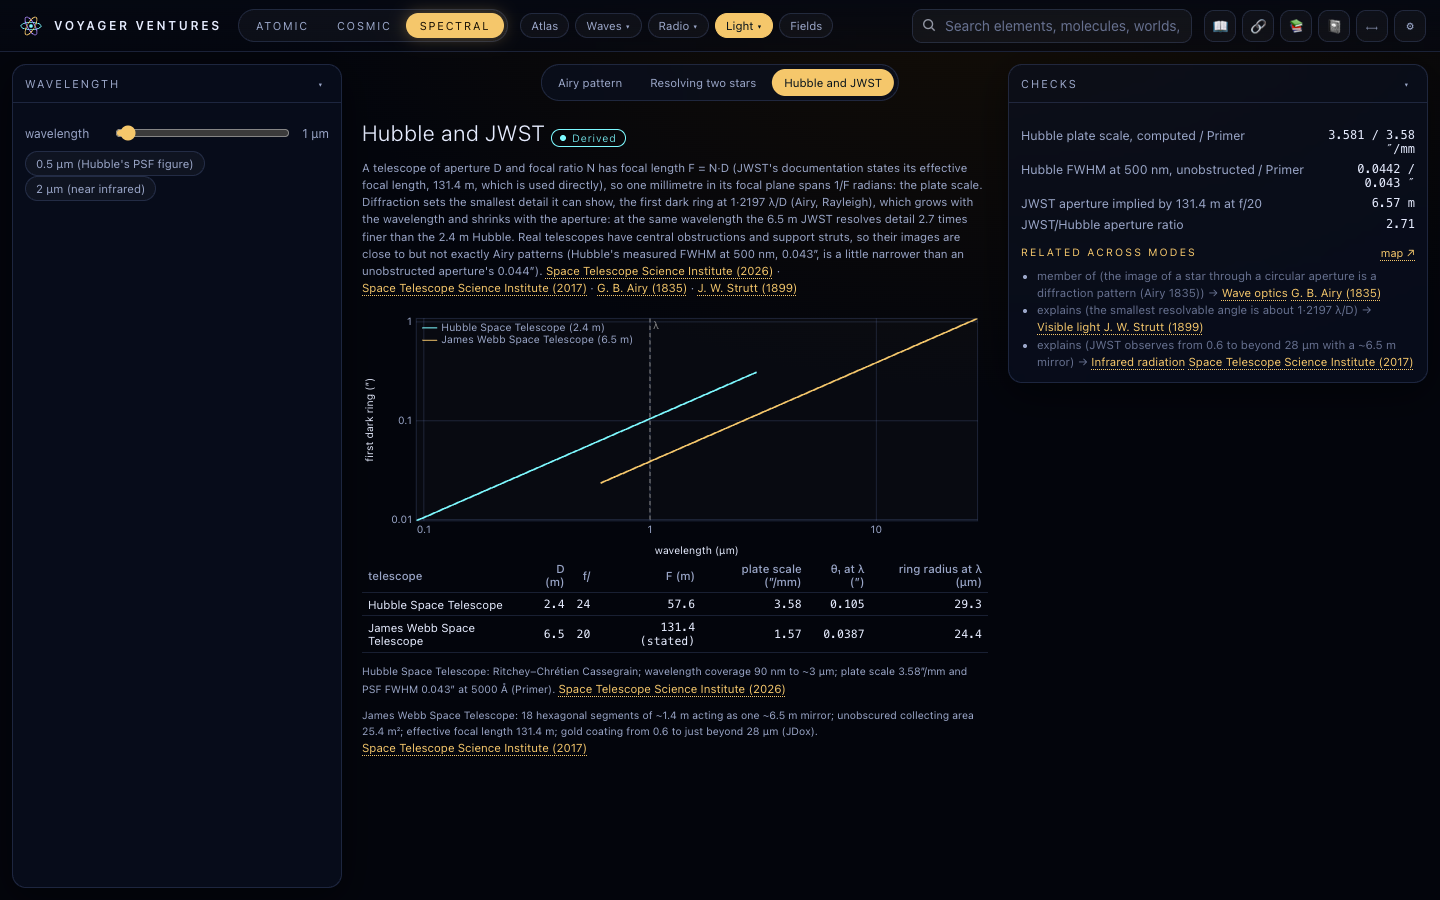 VOYAGER VENTURES
ATOMIC COSMIC SPECTRAL
Atlas Waves ▾ Radio ▾ Light ▾ Fields
Search elements, molecules, worlds,
WAVELENGTH
wavelength 1 µm
0.5 µm (Hubble's PSF figure)
2 µm (near infrared)
Airy pattern Resolving two stars Hubble and JWST
Hubble and JWST Derived
A telescope of aperture D and focal ratio N has focal length F = N·D (JWST's documentation states its effective
focal length, 131.4 m, which is used directly), so one millimetre in its focal plane spans 1/F radians: the plate scale.
Diffraction sets the smallest detail it can show, the first dark ring at 1·2197 λ/D (Airy, Rayleigh), which grows with
the wavelength and shrinks with the aperture: at the same wavelength the 6.5 m JWST resolves detail 2.7 times
finer than the 2.4 m Hubble. Real telescopes have central obstructions and support struts, so their images are
close to but not exactly Airy patterns (Hubble's measured FWHM at 500 nm, 0.043″, is a little narrower than an
unobstructed aperture's 0.044″). Space Telescope Science Institute (2026) ·
Space Telescope Science Institute (2017) · G. B. Airy (1835) · J. W. Strutt (1899)
Hubble Space Telescope (2.4 m)
James Webb Space Telescope (6.5 m)
λ
first dark ring (″)
1
0.1
0.01
0.1 1 10
wavelength (µm)
telescope D (m) f/ F (m) plate scale (″/mm) θ₁ at λ (″) ring radius at λ (µm)
Hubble Space Telescope 2.4 24 57.6 3.58 0.105 29.3
James Webb Space Telescope 6.5 20 131.4 (stated) 1.57 0.0387 24.4
Hubble Space Telescope: Ritchey–Chrétien Cassegrain; wavelength coverage 90 nm to ~3 µm; plate scale 3.58″/mm and
PSF FWHM 0.043″ at 5000 Å (Primer). Space Telescope Science Institute (2026)
James Webb Space Telescope: 18 hexagonal segments of ~1.4 m acting as one ~6.5 m mirror; unobscured collecting area
25.4 m²; effective focal length 131.4 m; gold coating from 0.6 to just beyond 28 µm (JDox).
Space Telescope Science Institute (2017)
CHECKS
Hubble plate scale, computed / Primer 3.581 / 3.58 ″/mm
Hubble FWHM at 500 nm, unobstructed / Primer 0.0442 / 0.043 ″
JWST aperture implied by 131.4 m at f/20 6.57 m
JWST/Hubble aperture ratio 2.71
RELATED ACROSS MODES map ↗
member of (the image of a star through a circular aperture is a
diffraction pattern (Airy 1835)) → Wave optics G. B. Airy (1835)
explains (the smallest resolvable angle is about 1·2197 λ/D) →
Visible light J. W. Strutt (1899)
explains (JWST observes from 0.6 to beyond 28 µm with a ~6.5 m
mirror) → Infrared radiation Space Telescope Science Institute (2017)